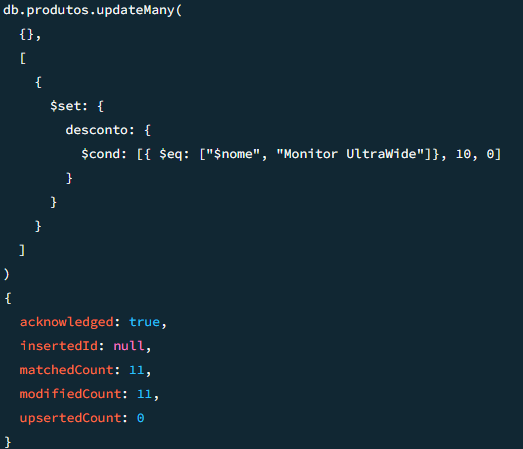 db.produtos.updateMany(
  {},
  [
    {
      $set: {
        desconto: {
          $cond: [{ $eq: ["$nome", "Monitor UltraWide"]}, 10, 0]
        }
      }
    }
  ]
)
{
  acknowledged: true,
  insertedId: null,
  matchedCount: 11,
  modifiedCount: 11,
  upsertedCount: 0
}